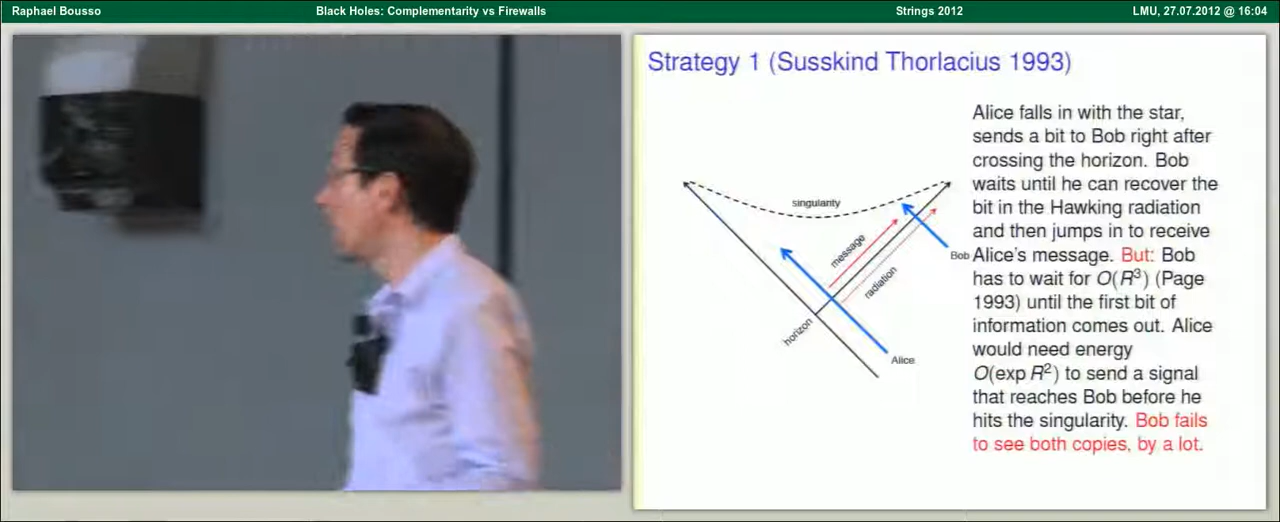 Raphael Bousso
Black Holes: Complementarity vs Firewalls
Strings 2012
LMU, 27.07.2012 @ 16:04
Strategy 1 (Susskind Thorlacius 1993)
Alice falls in with the star,
sends a bit to Bob right after
crossing the horizon. Bob
waits until he can recover the
bit in the Hawking radiation
and then jumps in to receive
Alice's message. But: Bob
has to wait for O(R³) (Page
1993) until the first bit of
information comes out. Alice
would need energy
O(exp R²) to send a signal
that reaches Bob before he
hits the singularity. Bob fails
to see both copies, by a lot.
singularity
message
radiation
Bob
horizon
Alice